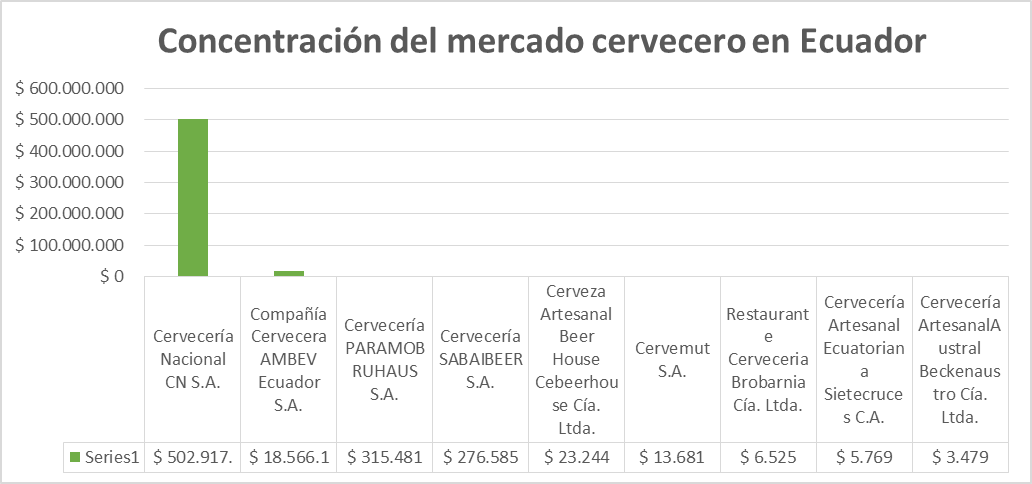 Concentración del mercado cervecero en Ecuador
$ 600.000.000
$ 500.000.000
$ 400.000.000
$ 300.000.000
$ 200.000.000
$ 100.000.000
$ 0
Cervecería
Nacional
CN S.A.
Compañía
Cervecera
AMBEV
Ecuador
S.A.
Cervecería
PARAMOB
RUHAUS
S.A.
Cervecería
SABAIBEER
S.A.
Cerveza
Artesanal
Beer
House
Cebeerhou
se Cía.
Ltda.
Cervemut
S.A.
Restaurant
e
Cerveceria
Brobarnia
Cía. Ltda.
Cervecería
Artesanal
Ecuatorian
a
Sietecruce
s C.A.
Cervecería
ArtesanalA
ustral
Beckenaus
tro Cía.
Ltda.
Series1 $ 502.917. $ 18.566.1 $ 315.481 $ 276.585 $ 23.244 $ 13.681 $ 6.525 $ 5.769 $ 3.479